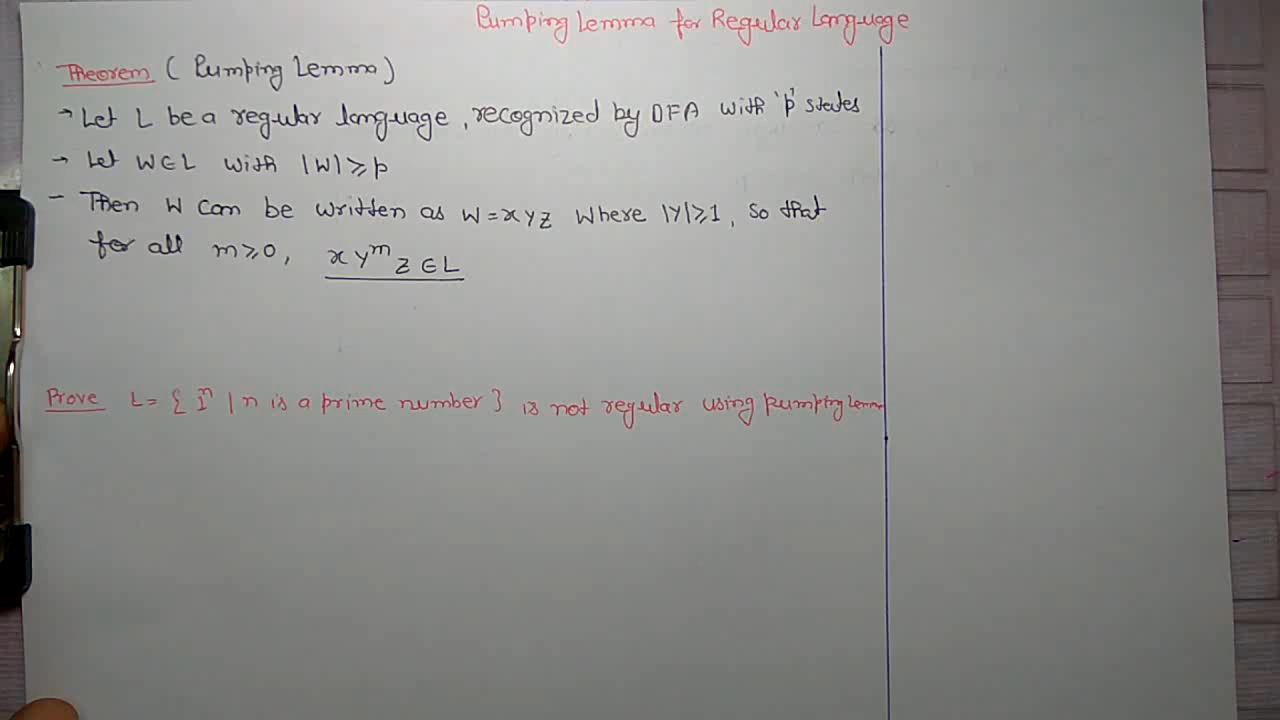 Pumping Lemma for Regular Language
Theorem ( Pumping Lemma )
→ Let L be a regular language, recognized by DFA with 'p' states
→ Let W∈L with |W|≥p
- Then W can be written as W=xyz where |y|≥1, so that
for all m≥0, xy^m z∈L
Prove L = { 1^n | n is a prime number } is not regular using pumping lemma